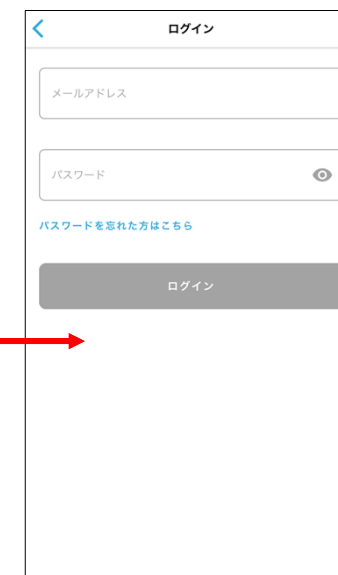 ログイン
メールアドレス
パスワード
パスワードを忘れた方はこちら
ログイン